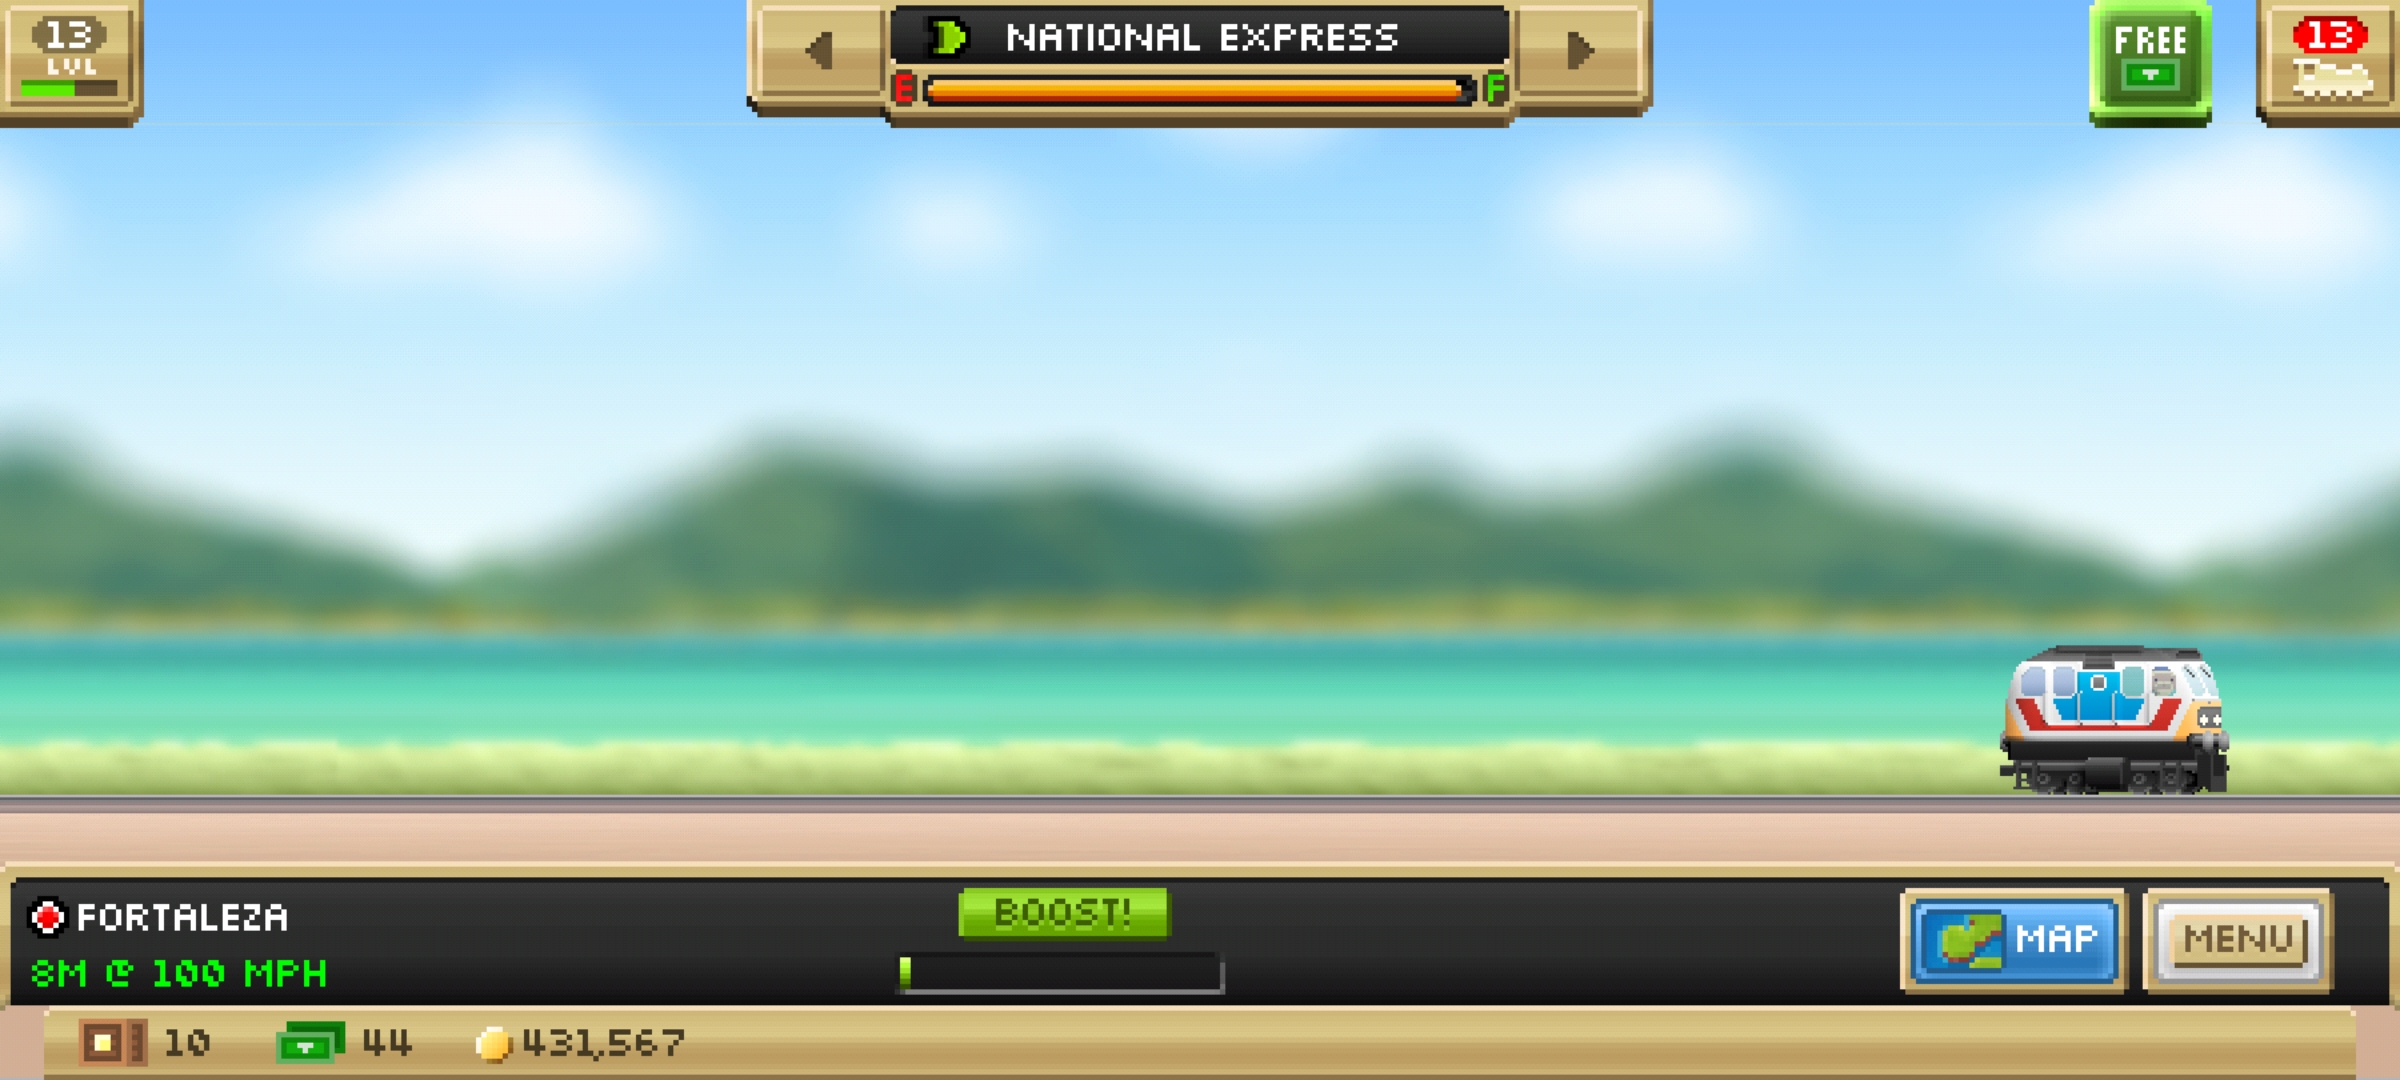 13
LVL
NATIONAL EXPRESS
E F
FREE
13
FORTALEZA
8M @ 100 MPH
BOOST!
MAP
MENU
10 44 431,567